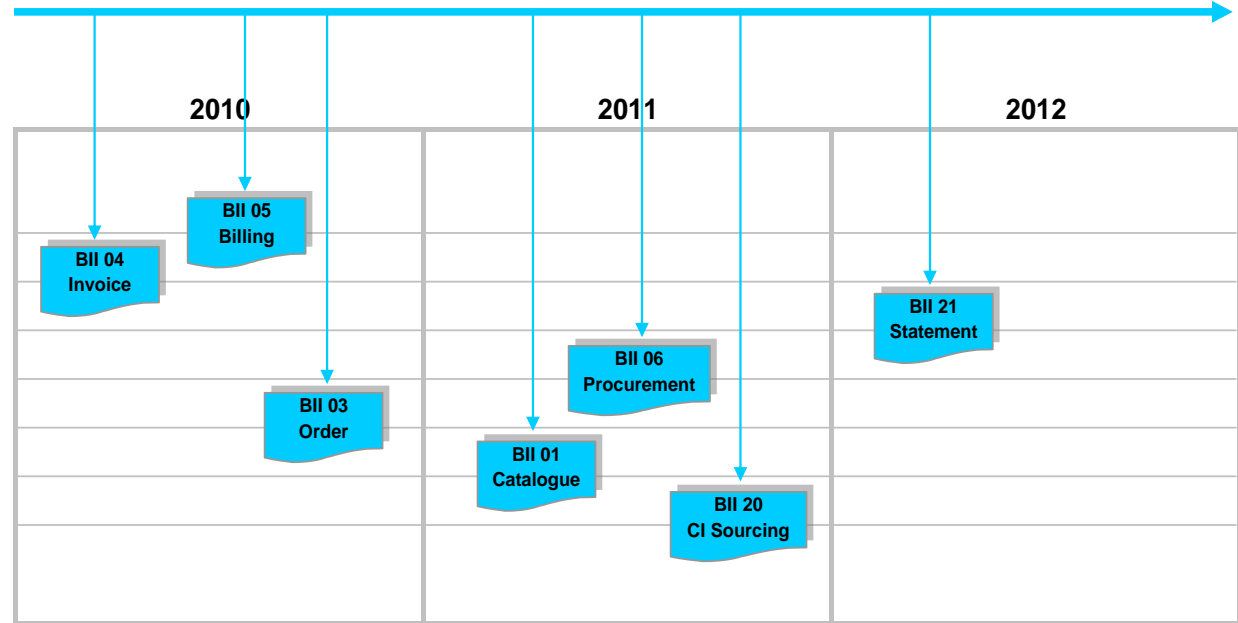 2010
2011
2012
BII 05
Billing
BII 04
Invoice
BII 21
Statement
BII 06
Procurement
BII 03
Order
BII 01
Catalogue
BII 20
CI Sourcing